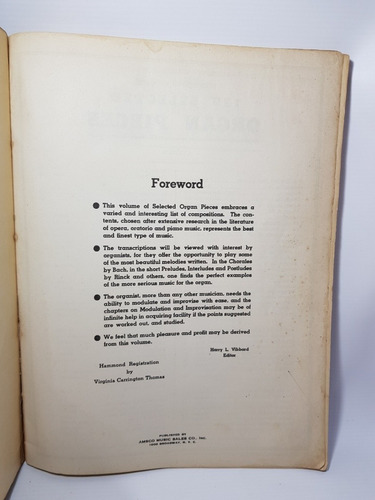 Foreword
This volume of Selected Organ Pieces embraces a
varied and interesting list of compositions. The con-
tents, chosen after extensive research in the literature
of opera, oratorio and piano music, represents the best
and finest type of music.
The transcriptions will be viewed with interest by
organists, for they offer the opportunity to play some
of the most beautiful melodies written. In the Chorales
by Bach, in the short Preludes, Interludes and Postludes
by Rinck and others, one finds the perfect examples
of the more serious music for the organ.
The organist, more than any other musician, needs the
ability to modulate and improvise with ease, and the
chapters on Modulation and Improvisation may be of
infinite help in acquiring facility if the points suggested
are worked out, and studied.
We feel that much pleasure and profit may be derived
from this volume.
Harry L. Vibbard
Editor
Hammond Registration
by
Virginia Carrington Thomas
PUBLISHED BY
AMSCO MUSIC SALES CO., Inc.
1600 BROADWAY, N. Y. C.